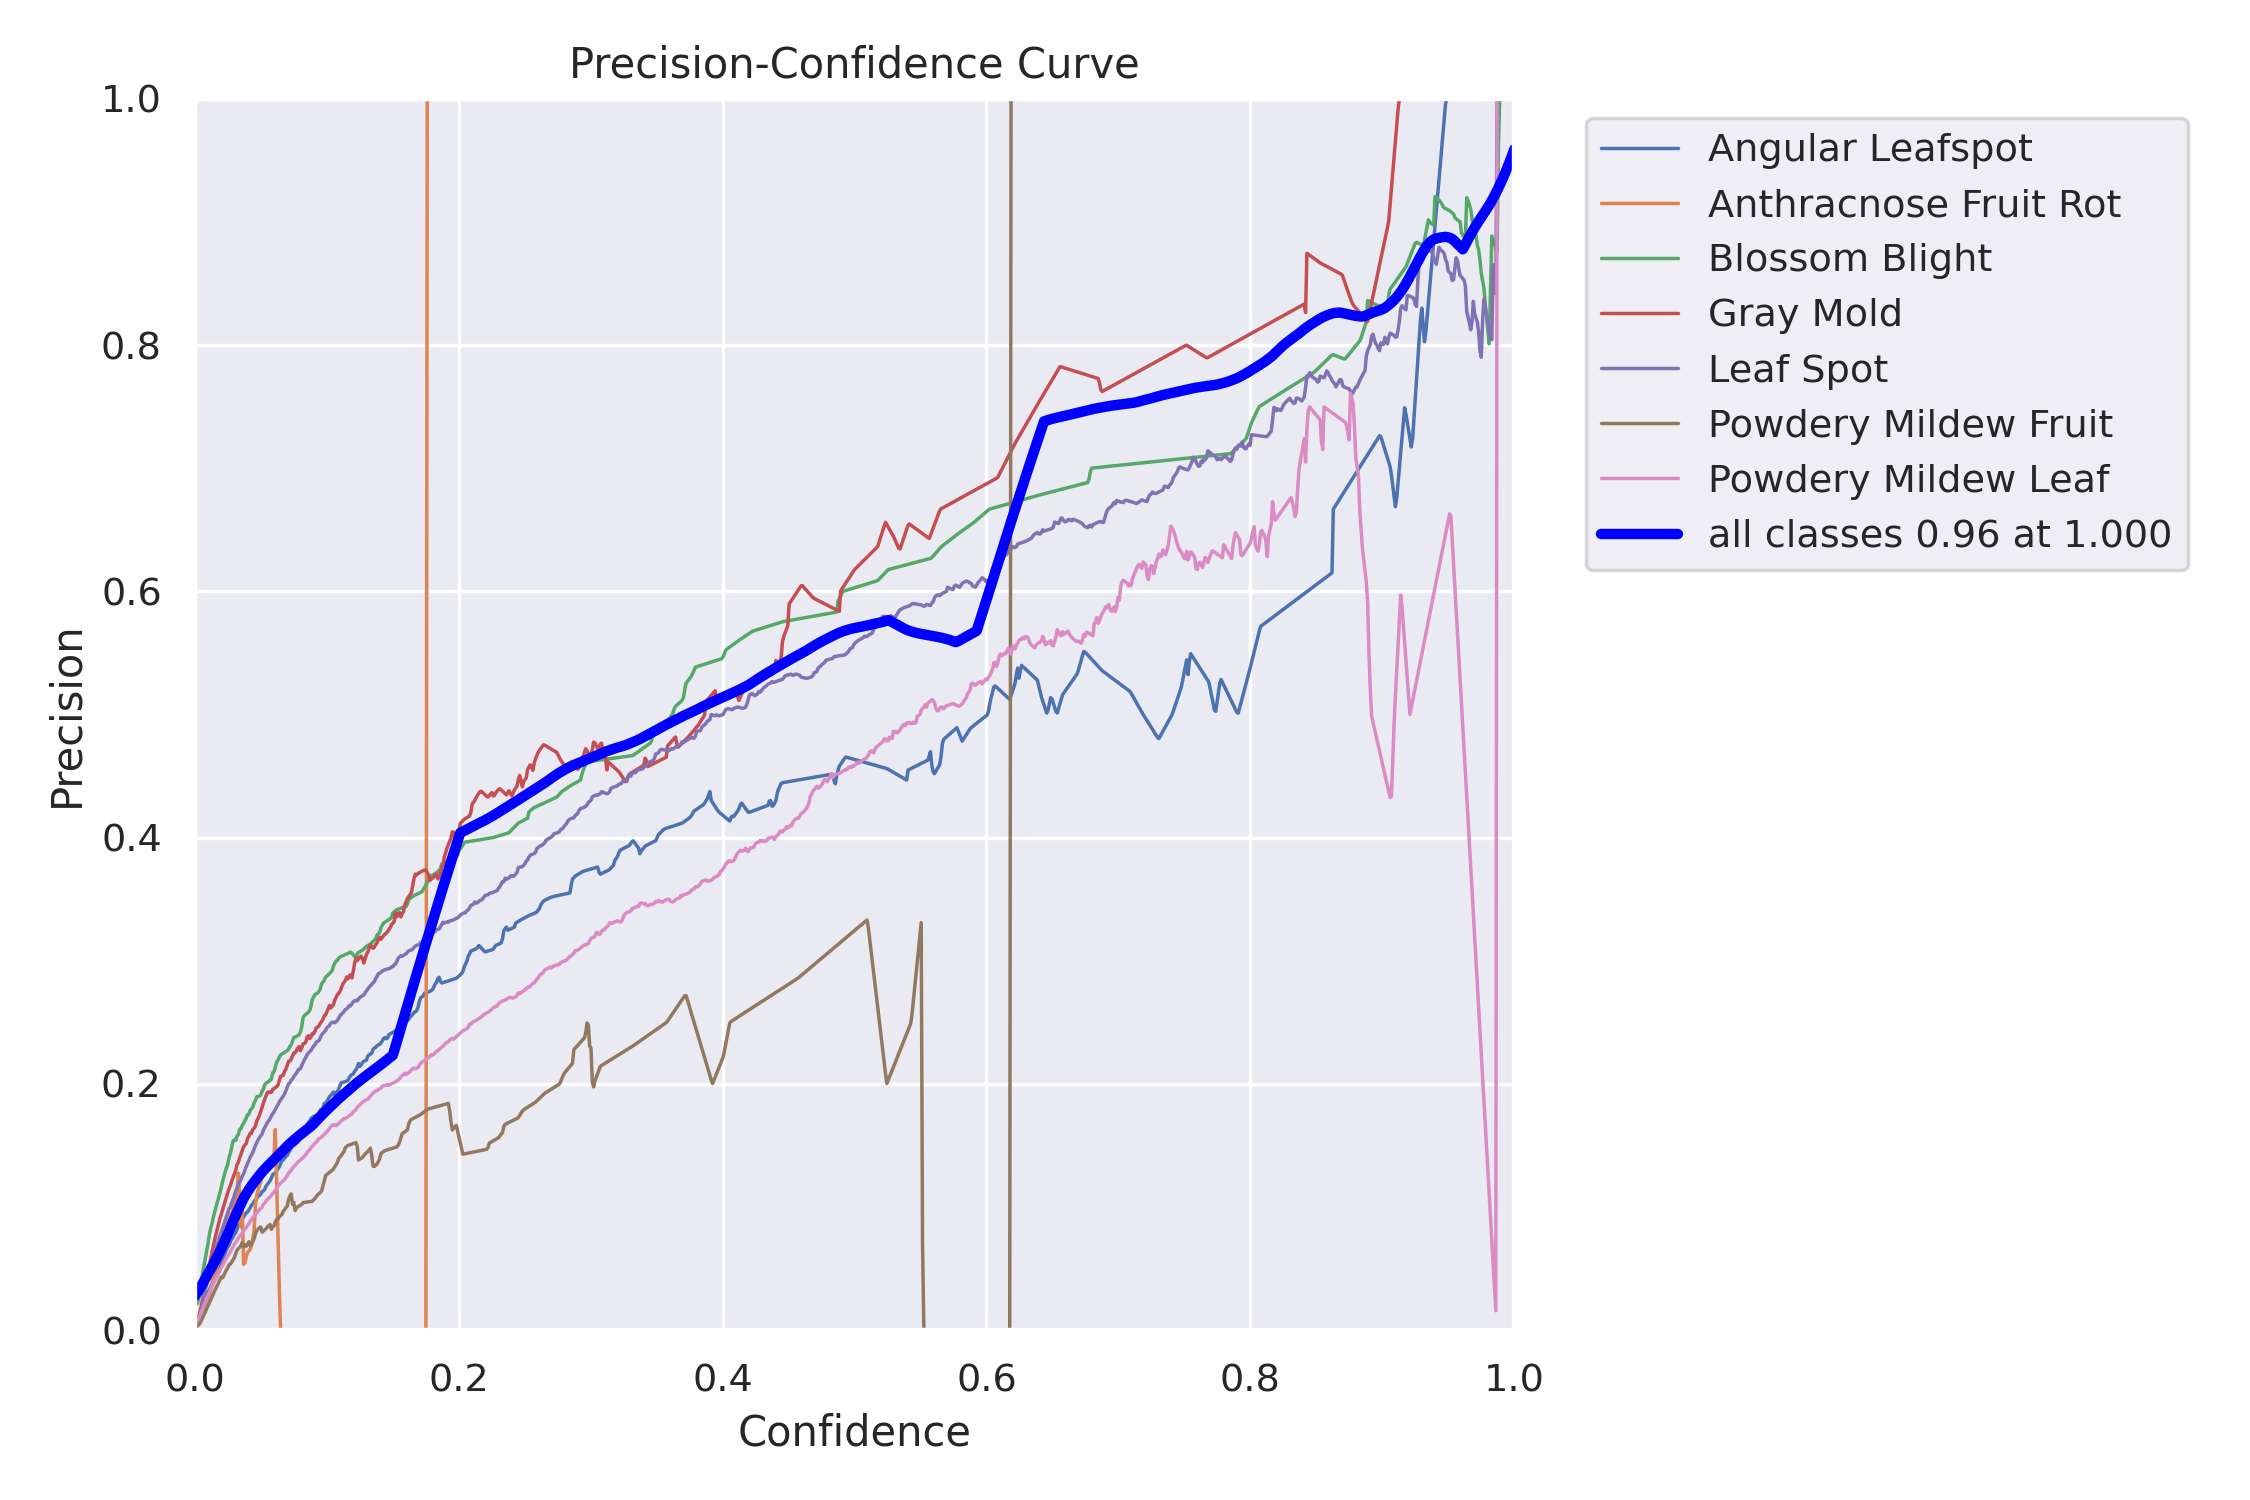 Precision-Confidence Curve
1.0
0.8
0.6
0.4
0.2
0.0
Precision
0.0 0.2 0.4 0.6 0.8 1.0
Confidence
Angular Leafspot
Anthracnose Fruit Rot
Blossom Blight
Gray Mold
Leaf Spot
Powdery Mildew Fruit
Powdery Mildew Leaf
all classes 0.96 at 1.000